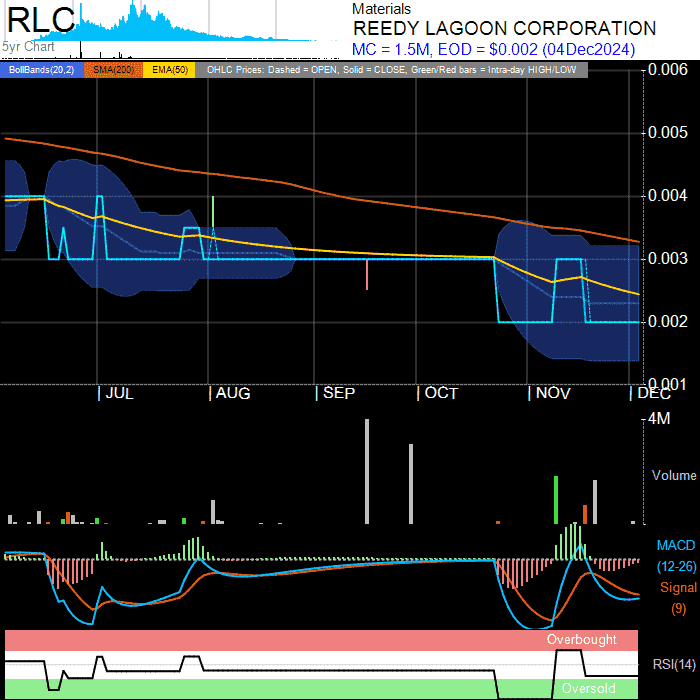 RLC
5yr Chart
Materials
REEDY LAGOON CORPORATION
MC = 1.5M, EOD = $0.002 (04Dec2024)
BollBands(20,2) SMA(200) EMA(50) OHLC Prices: Dashed = OPEN, Solid = CLOSE, Green/Red bars = Intra-day HIGH/LOW
0.006
0.005
0.004
0.003
0.002
0.001
JUL AUG SEP OCT NOV DEC
4M
Volume
MACD
(12-26)
Signal
(9)
Overbought
RSI(14)
Oversold